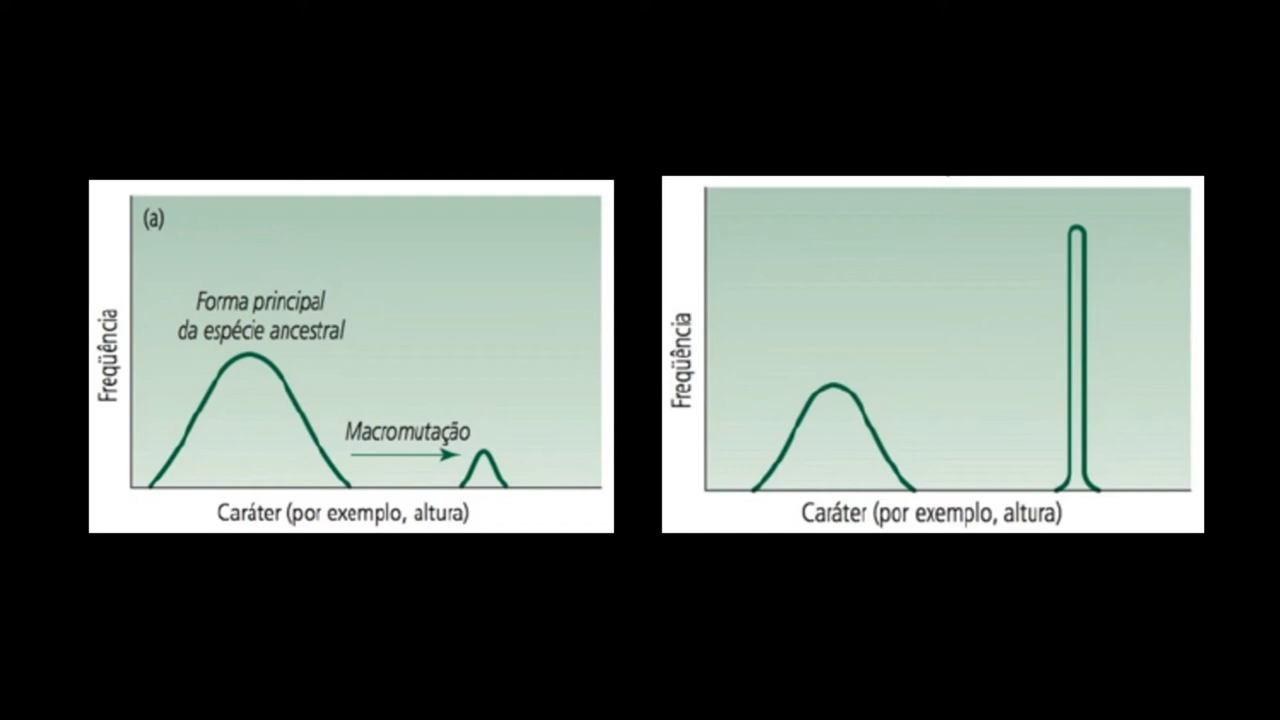 (a)
Forma principal
da espécie ancestral
Macromutação
Freqüência
Caráter (por exemplo, altura)
Freqüência
Caráter (por exemplo, altura)